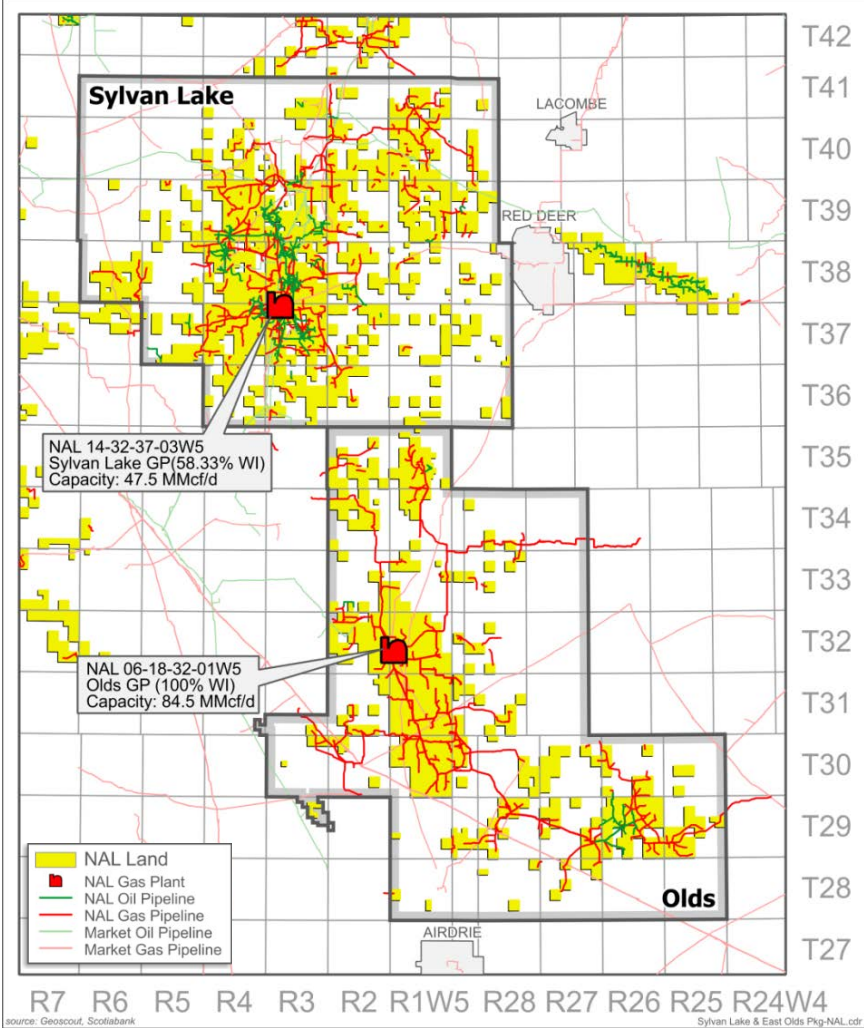 T42
T41
Sylvan Lake
LACOMBE
T40
T39
RED DEER
T38
T37
T36
NAL 14-32-37-03W5
Sylvan Lake GP(58.33% WI)
Capacity: 47.5 MMcf/d
T35
T34
T33
T32
NAL 06-18-32-01W5
Olds GP (100% WI)
Capacity: 84.5 MMcf/d
T31
T30
T29
NAL Land
NAL Gas Plant
NAL Oil Pipeline
NAL Gas Pipeline
Market Oil Pipeline
Market Gas Pipeline
T28
Olds
AIRDRIE
T27
R7 R6 R5 R4 R3 R2 R1W5 R28 R27 R26 R25 R24W4
source: Geoscout, Scotiabank
Sylvan Lake & East Olds Pkg-NAL.cdr